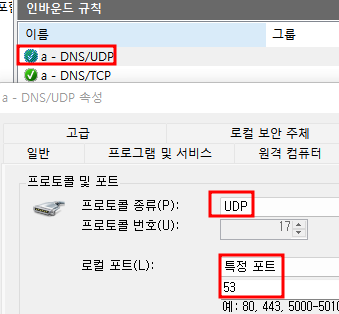 포함
인바운드 규칙
이름 그룹
a - DNS/UDP
a - DNS/TCP
a - DNS/UDP 속성
고급 로컬 보안 주체
일반 프로그램 및 서비스 원격 컴퓨터
프로토콜 및 포트
프로토콜 종류(P): UDP
프로토콜 번호(U): 17
로컬 포트(L): 특정 포트
53
예: 80, 443, 5000-5010